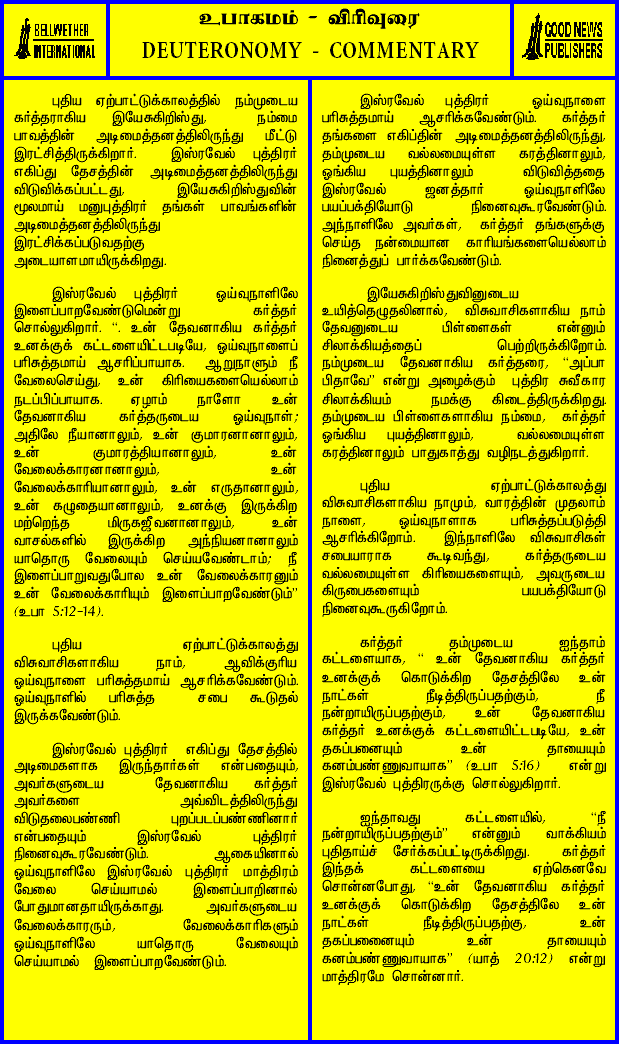 BELLWETHER
INTERNATIONAL
உபாகமம் - விரிவுரை
DEUTERONOMY - COMMENTARY
GOOD NEWS
PUBLISHERS
புதிய ஏற்பாட்டுக்காலத்தில் நம்முடைய
கர்த்தராகிய இயேசுகிறிஸ்து, நம்மை
பாவத்தின் அடிமைத்தனத்திலிருந்து மீட்டு
இரட்சித்திருக்கிறார். இஸ்ரவேல் புத்திரர்
எகிப்து தேசத்தின் அடிமைத்தனத்திலிருந்து
விடுவிக்கப்பட்டது, இயேசுகிறிஸ்துவின்
மூலமாய் மனுபுத்திரர் தங்கள் பாவங்களின்
அடிமைத்தனத்திலிருந்து
இரட்சிக்கப்படுவதற்கு
அடையாளமாயிருக்கிறது.
இஸ்ரவேல் புத்திரர் ஓய்வுநாளிலே
இளைப்பாறவேண்டுமென்று கர்த்தர்
சொல்லுகிறார். “. உன் தேவனாகிய கர்த்தர்
உனக்குக் கட்டளையிட்டபடியே, ஓய்வுநாளைப்
பரிசுத்தமாய் ஆசரிப்பாயாக. ஆறுநாளும் நீ
வேலைசெய்து, உன் கிரியைகளையெல்லாம்
நடப்பிப்பாயாக. ஏழாம் நாளோ உன்
தேவனாகிய கர்த்தருடைய ஓய்வுநாள்;
அதிலே நீயானாலும், உன் குமாரனானாலும்,
உன் குமாரத்தியானாலும், உன்
வேலைக்காரனானாலும், உன்
வேலைக்காரியானாலும், உன் எருதானாலும்,
உன் கழுதையானாலும், உனக்கு இருக்கிற
மற்றெந்த மிருகஜீவனானாலும், உன்
வாசல்களில் இருக்கிற அந்நியனானாலும்
யாதொரு வேலையும் செய்யவேண்டாம்; நீ
இளைப்பாறுவதுபோல உன் வேலைக்காரனும்
உன் வேலைக்காரியும் இளைப்பாறவேண்டும்”
(உபா 5:12-14).
புதிய ஏற்பாட்டுக்காலத்து
விசுவாசிகளாகிய நாம், ஆவிக்குரிய
ஓய்வுநாளை பரிசுத்தமாய் ஆசரிக்கவேண்டும்.
ஓய்வுநாளில் பரிசுத்த சபை கூடுதல்
இருக்கவேண்டும்.
இஸ்ரவேல் புத்திரர் எகிப்து தேசத்தில்
அடிமைகளாக இருந்தார்கள் என்பதையும்,
அவர்களுடைய தேவனாகிய கர்த்தர்
அவர்களை அவ்விடத்திலிருந்து
விடுதலைபண்ணி புறப்படப்பண்ணினார்
என்பதையும் இஸ்ரவேல் புத்திரர்
நினைவுகூரவேண்டும். ஆகையினால்
ஓய்வுநாளிலே இஸ்ரவேல் புத்திரர் மாத்திரம்
வேலை செய்யாமல் இளைப்பாறினால்
போதுமானதாயிருக்காது. அவர்களுடைய
வேலைக்காரரும், வேலைக்காரிகளும்
ஓய்வுநாளிலே யாதொரு வேலையும்
செய்யாமல் இளைப்பாறவேண்டும்.
இஸ்ரவேல் புத்திரர் ஓய்வுநாளை
பரிசுத்தமாய் ஆசரிக்கவேண்டும். கர்த்தர்
தங்களை எகிப்தின் அடிமைத்தனத்திலிருந்து,
தம்முடைய வல்லமையுள்ள கரத்தினாலும்,
ஓங்கிய புயத்தினாலும் விடுவித்ததை
இஸ்ரவேல் ஜனத்தார் ஓய்வுநாளிலே
பயபக்தியோடு நினைவுகூரவேண்டும்.
அந்நாளிலே அவர்கள், கர்த்தர் தங்களுக்கு
செய்த நன்மையான காரியங்களையெல்லாம்
நினைத்துப் பார்க்கவேண்டும்.
இயேசுகிறிஸ்துவினுடைய
உயிர்த்தெழுதலினால், விசுவாசிகளாகிய நாம்
தேவனுடைய பிள்ளைகள் என்னும்
சிலாக்கியத்தைப் பெற்றிருக்கிறோம்.
நம்முடைய தேவனாகிய கர்த்தரை, “அப்பா
பிதாவே” என்று அழைக்கும் புத்திர சுவீகார
சிலாக்கியம் நமக்கு கிடைத்திருக்கிறது.
தம்முடைய பிள்ளைகளாகிய நம்மை, கர்த்தர்
ஓங்கிய புயத்தினாலும், வல்லமையுள்ள
கரத்தினாலும் பாதுகாத்து வழிநடத்துகிறார்.
புதிய ஏற்பாட்டுக்காலத்து
விசுவாசிகளாகிய நாமும், வாரத்தின் முதலாம்
நாளை, ஓய்வுநாளாக பரிசுத்தப்படுத்தி
ஆசரிக்கிறோம். இந்நாளிலே விசுவாசிகள்
சபையாராக கூடிவந்து, கர்த்தருடைய
வல்லமையுள்ள கிரியைகளையும், அவருடைய
கிருபைகளையும் பயபக்தியோடு
நினைவுகூருகிறோம்.
கர்த்தர் தம்முடைய ஐந்தாம்
கட்டளையாக, “ உன் தேவனாகிய கர்த்தர்
உனக்குக் கொடுக்கிற தேசத்திலே உன்
நாட்கள் நீடித்திருப்பதற்கும், நீ
நன்றாயிருப்பதற்கும், உன் தேவனாகிய
கர்த்தர் உனக்குக் கட்டளையிட்டபடியே, உன்
தகப்பனையும் உன் தாயையும்
கனம்பண்ணுவாயாக” (உபா 5:16) என்று
இஸ்ரவேல் புத்திரருக்கு சொல்லுகிறார்.
ஐந்தாவது கட்டளையில், “நீ
நன்றாயிருப்பதற்கும்” என்னும் வாக்கியம்
புதிதாய்ச் சேர்க்கப்பட்டிருக்கிறது. கர்த்தர்
இந்தக் கட்டளையை ஏற்கெனவே
சொன்னபோது, “உன் தேவனாகிய கர்த்தர்
உனக்குக் கொடுக்கிற தேசத்திலே உன்
நாட்கள் நீடித்திருப்பதற்கு, உன்
தகப்பனையும் உன் தாயையும்
கனம்பண்ணுவாயாக” (யாத் 20:12) என்று
மாத்திரமே சொன்னார்.